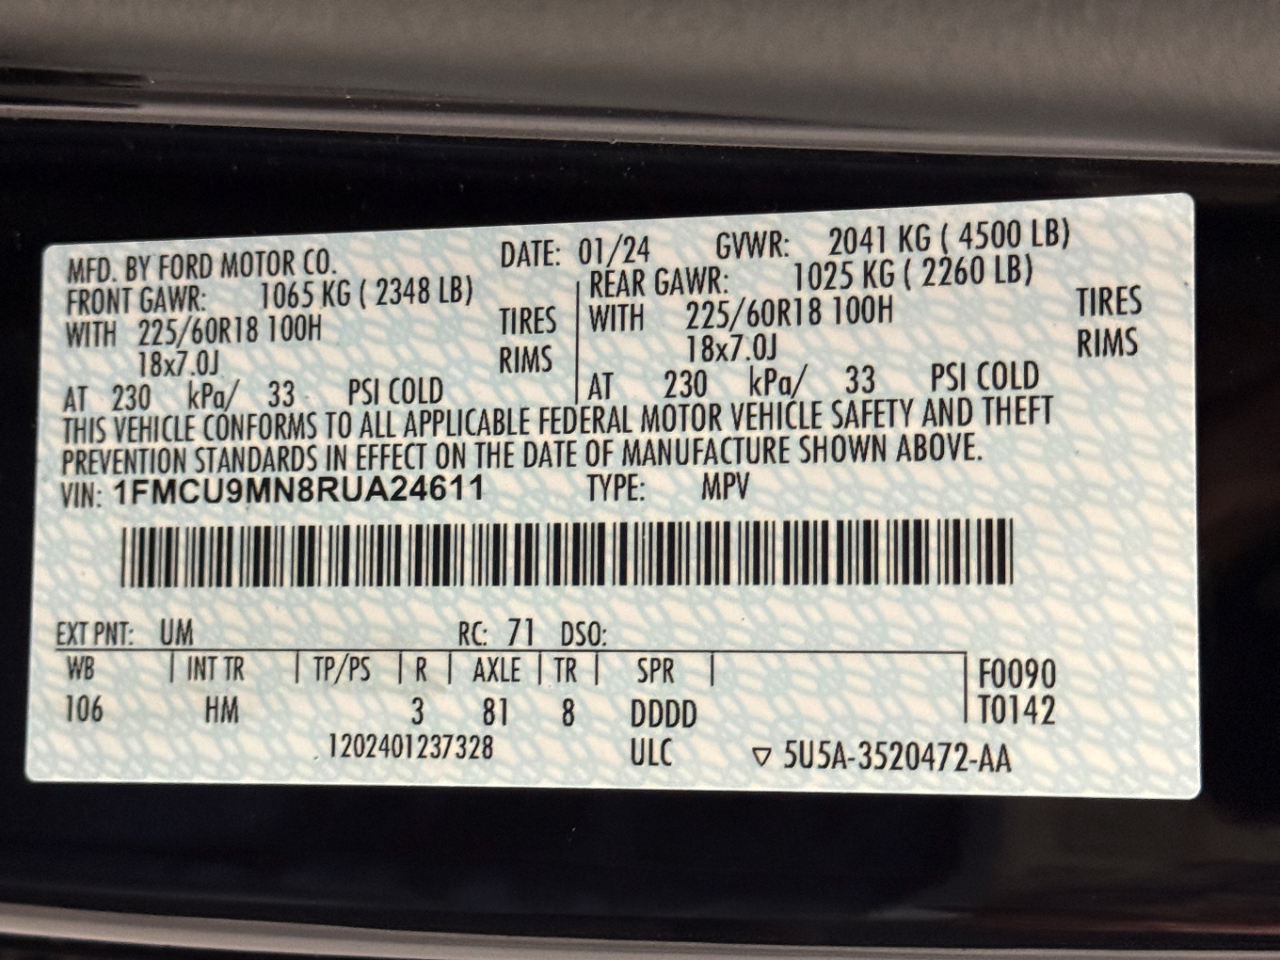 MFD. BY FORD MOTOR CO. DATE: 01/24 GVWR: 2041 KG ( 4500 LB)
FRONT GAWR: 1065 KG ( 2348 LB) REAR GAWR: 1025 KG ( 2260 LB)
WITH 225/60R18 100H TIRES WITH 225/60R18 100H TIRES
18x7.0J RIMS 18x7.0J RIMS
AT 230 kPa/ 33 PSI COLD AT 230 kPa/ 33 PSI COLD
THIS VEHICLE CONFORMS TO ALL APPLICABLE FEDERAL MOTOR VEHICLE SAFETY AND THEFT
PREVENTION STANDARDS IN EFFECT ON THE DATE OF MANUFACTURE SHOWN ABOVE.
VIN: 1FMCU9MN8RUA24611 TYPE: MPV
EXT PNT: UM RC: 71 DSO:
WB INT TR TP/PS R AXLE TR SPR F0090
106 HM 3 81 8 DDDD T0142
1202401237328 ULC ▽ 5U5A-3520472-AA